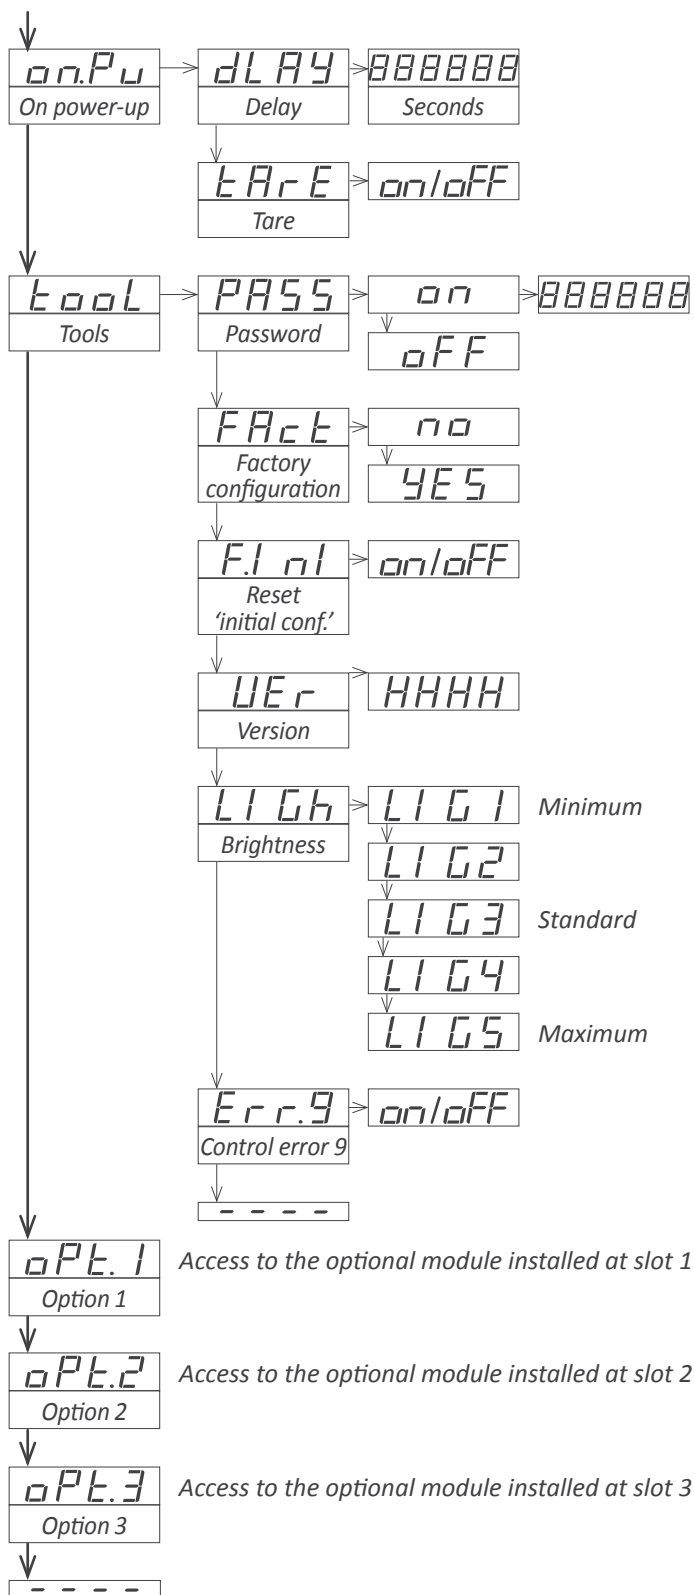 on.Pu dLAY 888888
On power-up Delay Seconds
tArE on/oFF
Tare
tooL PASS on 888888
Tools Password
oFF
FAct no
Factory
configuration
YES
F.InI on/oFF
Reset
‘initial conf.’
VEr HHHH
Version
LIGh LIG1 Minimum
Brightness
LIG2
LIG3 Standard
LIG4
LIG5 Maximum
Err.9 on/oFF
Control error 9
- - - -
oPt.1 Access to the optional module installed at slot 1
Option 1
oPt.2 Access to the optional module installed at slot 2
Option 2
oPt.3 Access to the optional module installed at slot 3
Option 3
- - - -